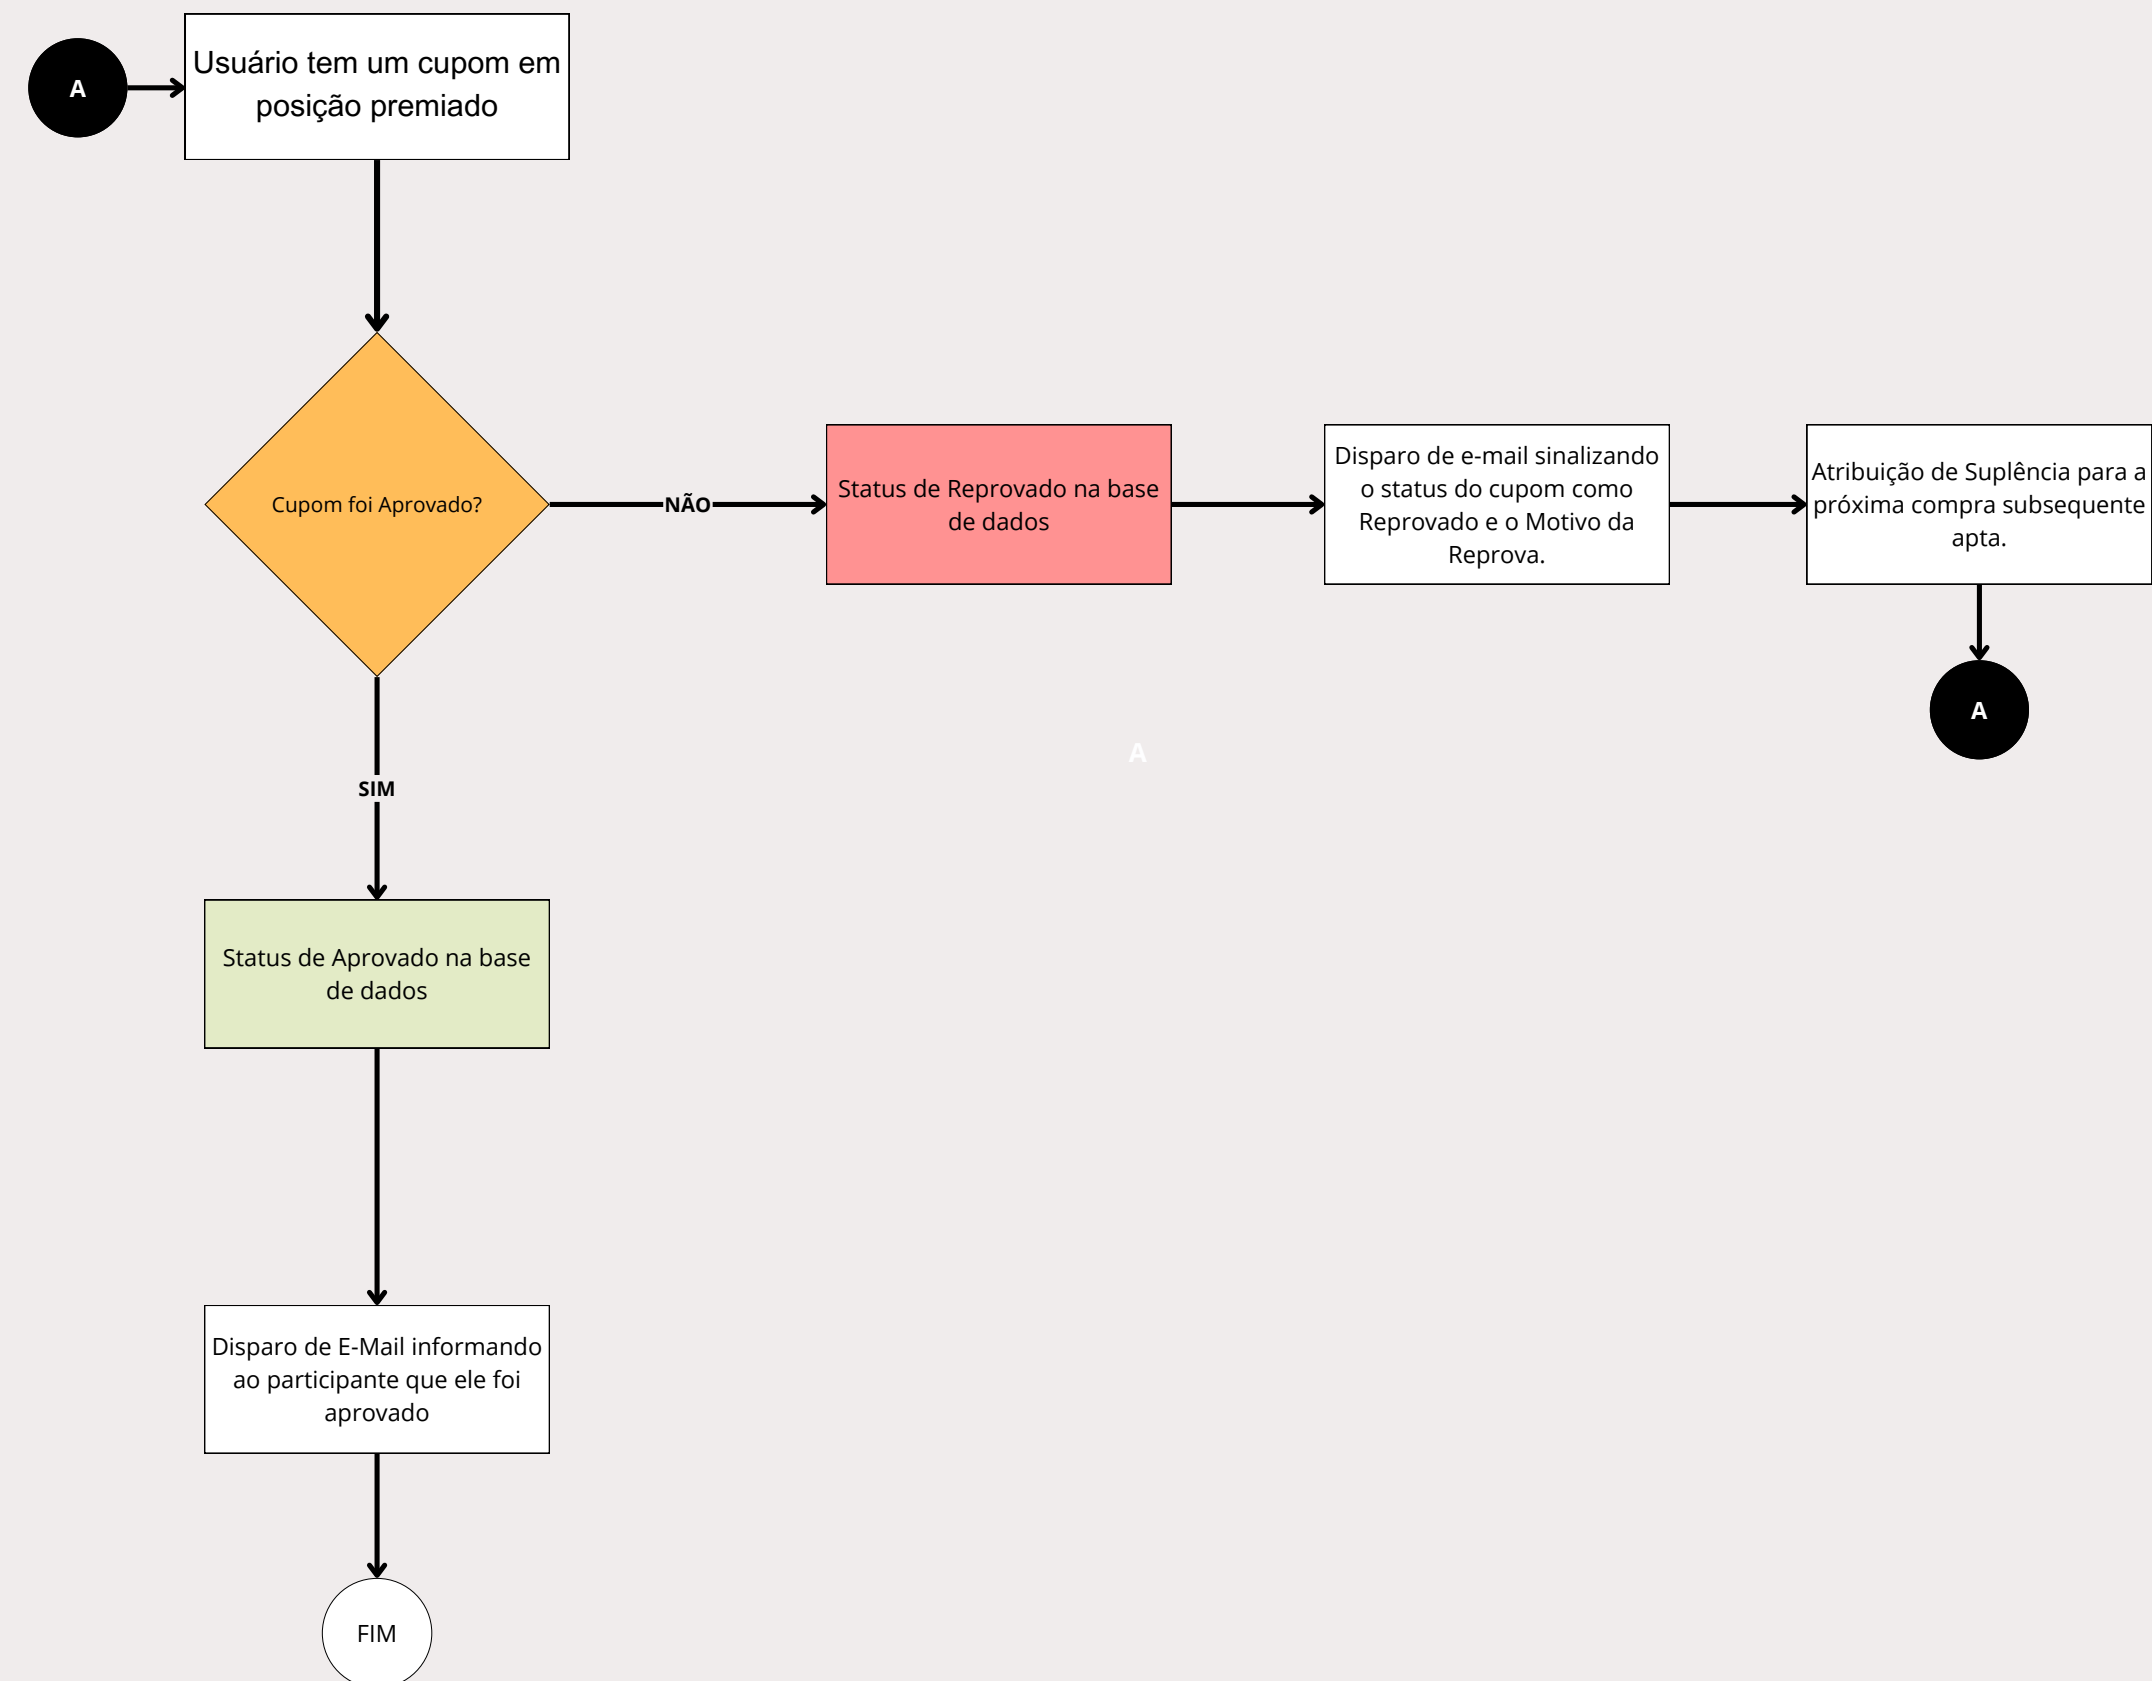 A
Usuário tem um cupom em
posição premiado
Cupom foi Aprovado?
NÃO
Status de Reprovado na base
de dados
Disparo de e-mail sinalizando
o status do cupom como
Reprovado e o Motivo da
Reprova.
Atribuição de Suplência para a
próxima compra subsequente
apta.
A
A
SIM
Status de Aprovado na base
de dados
Disparo de E-Mail informando
ao participante que ele foi
aprovado
FIM